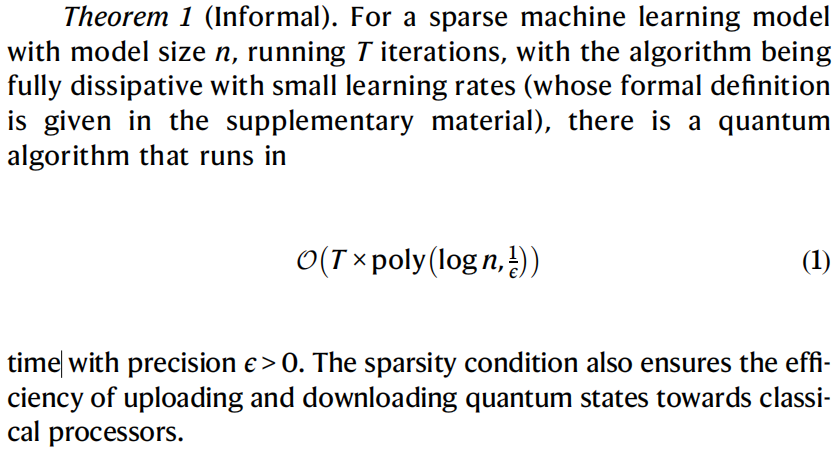 Theorem 1 (Informal). For a sparse machine learning model
with model size n, running T iterations, with the algorithm being
fully dissipative with small learning rates (whose formal definition
is given in the supplementary material), there is a quantum
algorithm that runs in
𝒪(T × poly(log n, 1/ϵ)) (1)
time with precision ϵ > 0. The sparsity condition also ensures the effi-
ciency of uploading and downloading quantum states towards classi-
cal processors.